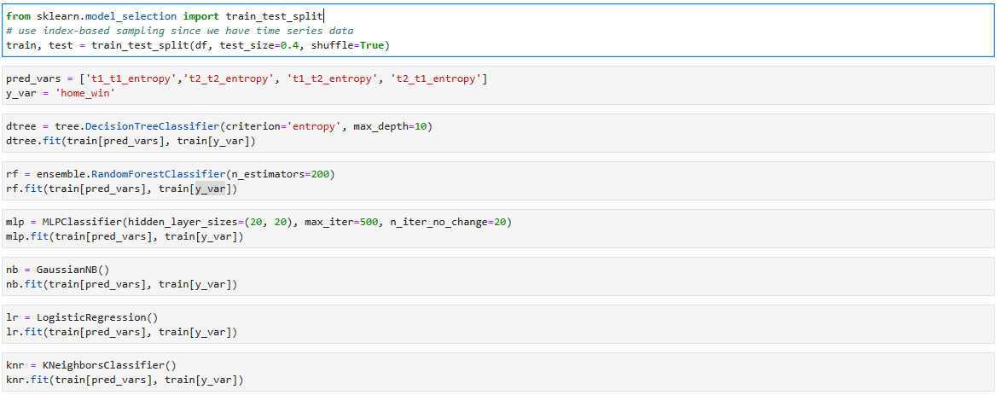 from sklearn.model_selection import train_test_split
# use index-based sampling since we have time series data
train, test = train_test_split(df, test_size=0.4, shuffle=True)
pred_vars = ['t1_t1_entropy','t2_t2_entropy', 't1_t2_entropy', 't2_t1_entropy']
y_var = 'home_win'
dtree = tree.DecisionTreeClassifier(criterion='entropy', max_depth=10)
dtree.fit(train[pred_vars], train[y_var])
rf = ensemble.RandomForestClassifier(n_estimators=200)
rf.fit(train[pred_vars], train[y_var])
mlp = MLPClassifier(hidden_layer_sizes=(20, 20), max_iter=500, n_iter_no_change=20)
mlp.fit(train[pred_vars], train[y_var])
nb = GaussianNB()
nb.fit(train[pred_vars], train[y_var])
lr = LogisticRegression()
lr.fit(train[pred_vars], train[y_var])
knr = KNeighborsClassifier()
knr.fit(train[pred_vars], train[y_var])